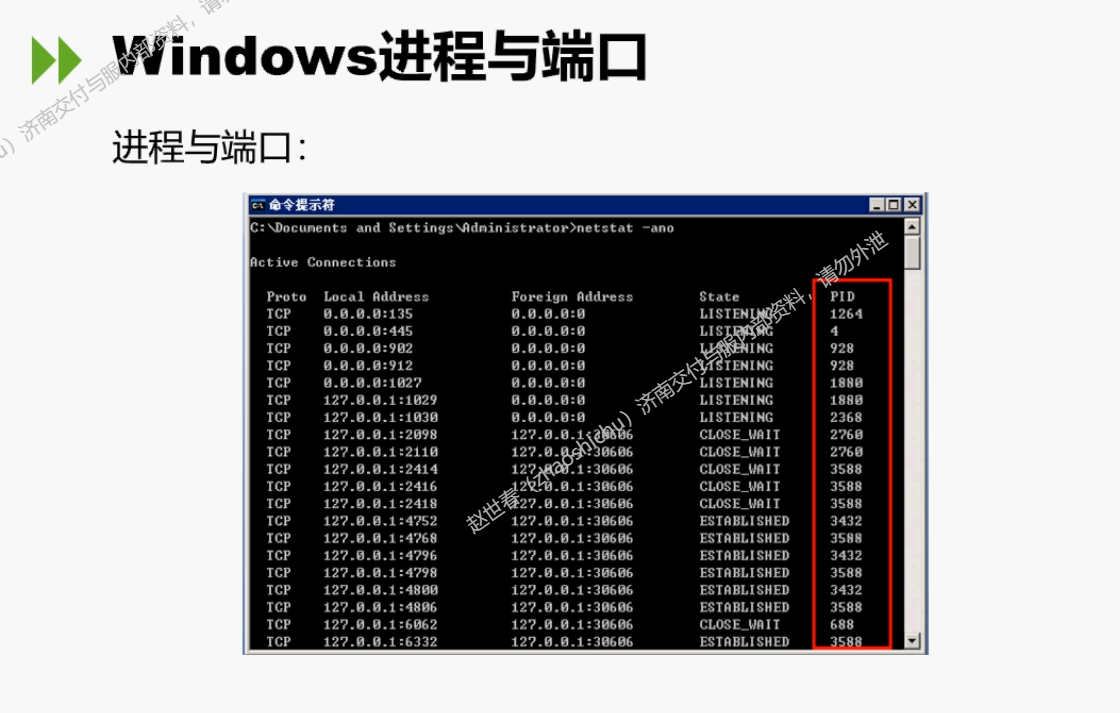 Windows进程与端口
进程与端口：
命令提示符
C:\Documents and Settings\Administrator>netstat -ano
Active Connections
Proto Local Address Foreign Address State PID
TCP 0.0.0.0:135 0.0.0.0:0 LISTENING 1264
TCP 0.0.0.0:445 0.0.0.0:0 LISTENING 4
TCP 0.0.0.0:902 0.0.0.0:0 LISTENING 928
TCP 0.0.0.0:912 0.0.0.0:0 LISTENING 928
TCP 0.0.0.0:1027 0.0.0.0:0 LISTENING 1880
TCP 127.0.0.1:1029 0.0.0.0:0 LISTENING 1880
TCP 127.0.0.1:1030 0.0.0.0:0 LISTENING 2368
TCP 127.0.0.1:2098 127.0.0.1:30606 CLOSE_WAIT 2760
TCP 127.0.0.1:2110 127.0.0.1:30606 CLOSE_WAIT 2760
TCP 127.0.0.1:2414 127.0.0.1:30606 CLOSE_WAIT 3588
TCP 127.0.0.1:2416 127.0.0.1:30606 CLOSE_WAIT 3588
TCP 127.0.0.1:2418 127.0.0.1:30606 CLOSE_WAIT 3588
TCP 127.0.0.1:4752 127.0.0.1:30606 ESTABLISHED 3432
TCP 127.0.0.1:4768 127.0.0.1:30606 ESTABLISHED 3588
TCP 127.0.0.1:4796 127.0.0.1:30606 ESTABLISHED 3432
TCP 127.0.0.1:4798 127.0.0.1:30606 ESTABLISHED 3588
TCP 127.0.0.1:4800 127.0.0.1:30606 ESTABLISHED 3432
TCP 127.0.0.1:4806 127.0.0.1:30606 ESTABLISHED 3588
TCP 127.0.0.1:6062 127.0.0.1:30606 CLOSE_WAIT 688
TCP 127.0.0.1:6332 127.0.0.1:30606 ESTABLISHED 3588
u）济南交付与服内部资料，请
赵世春（zhaoshichu）济南交付与服内部资料，请勿外泄